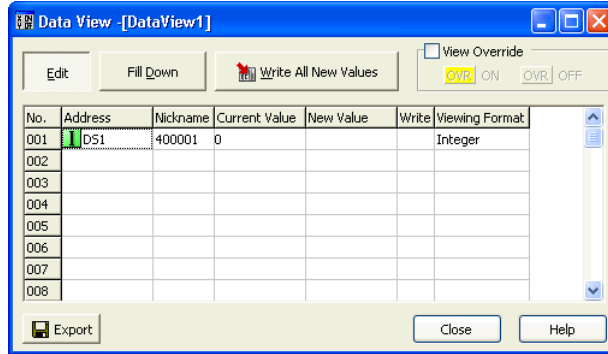 Data View -[DataView1]
Edit Fill Down Write All New Values View Override
OVR ON OVR OFF
No. Address Nickname Current Value New Value Write Viewing Format
001 I DS1 400001 0 Integer
002
003
004
005
006
007
008
Export Close Help